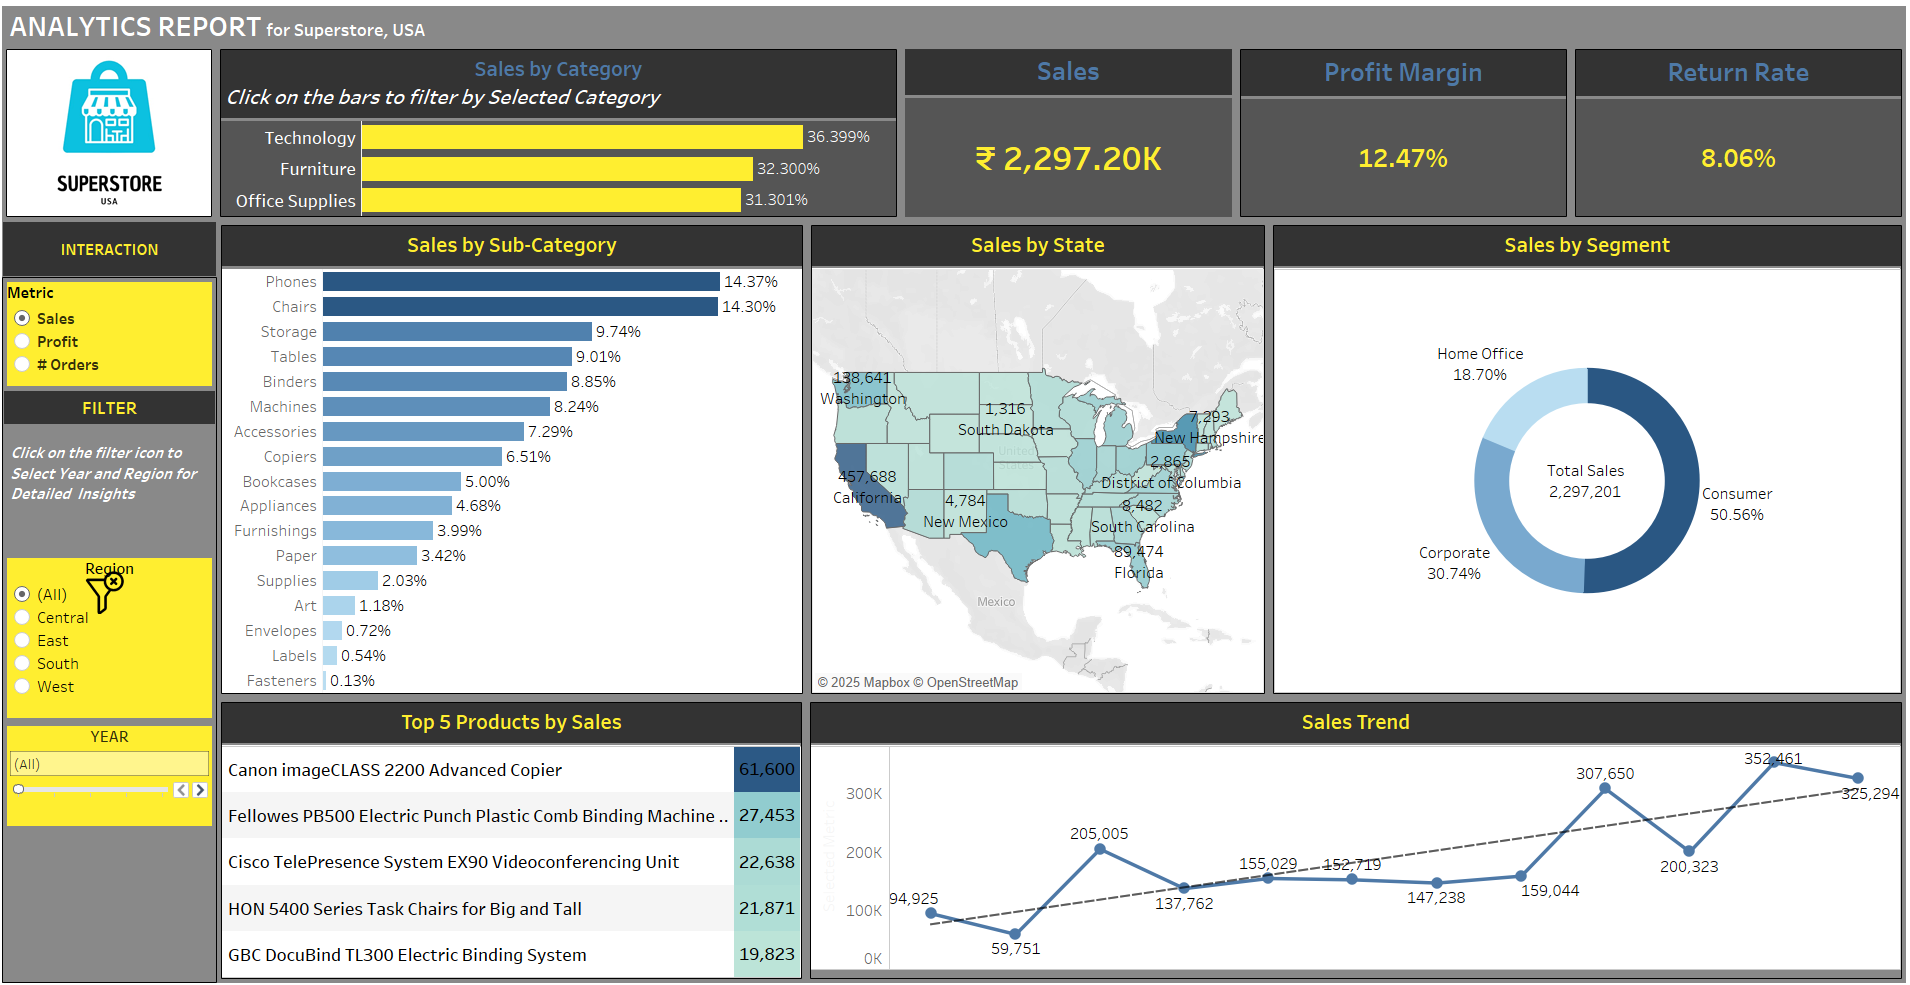 ANALYTICS REPORT for Superstore, USA
SUPERSTORE
USA
Sales by Category
Click on the bars to filter by Selected Category
Technology 36.399%
Furniture 32.300%
Office Supplies 31.301%
Sales
₹ 2,297.20K
Profit Margin
12.47%
Return Rate
8.06%
INTERACTION
Metric
Sales
Profit
# Orders
FILTER
Click on the filter icon to
Select Year and Region for
Detailed Insights
Region
(All)
Central
East
South
West
YEAR
(All)
Sales by Sub-Category
Phones 14.37%
Chairs 14.30%
Storage 9.74%
Tables 9.01%
Binders 8.85%
Machines 8.24%
Accessories 7.29%
Copiers 6.51%
Bookcases 5.00%
Appliances 4.68%
Furnishings 3.99%
Paper 3.42%
Supplies 2.03%
Art 1.18%
Envelopes 0.72%
Labels 0.54%
Fasteners 0.13%
Sales by State
138,641
Washington
1,316
South Dakota
7,293
New Hampshire
United
States
2,865
District of Columbia
457,688
California
4,784
New Mexico
8,482
South Carolina
89,474
Florida
Mexico
© 2025 Mapbox © OpenStreetMap
Sales by Segment
Home Office
18.70%
Total Sales
2,297,201
Consumer
50.56%
Corporate
30.74%
Top 5 Products by Sales
Canon imageCLASS 2200 Advanced Copier 61,600
Fellowes PB500 Electric Punch Plastic Comb Binding Machine .. 27,453
Cisco TelePresence System EX90 Videoconferencing Unit 22,638
HON 5400 Series Task Chairs for Big and Tall 21,871
GBC DocuBind TL300 Electric Binding System 19,823
Sales Trend
300K
200K
100K
0K
94,925
59,751
205,005
137,762
155,029
152,719
147,238
159,044
307,650
200,323
352,461
325,294